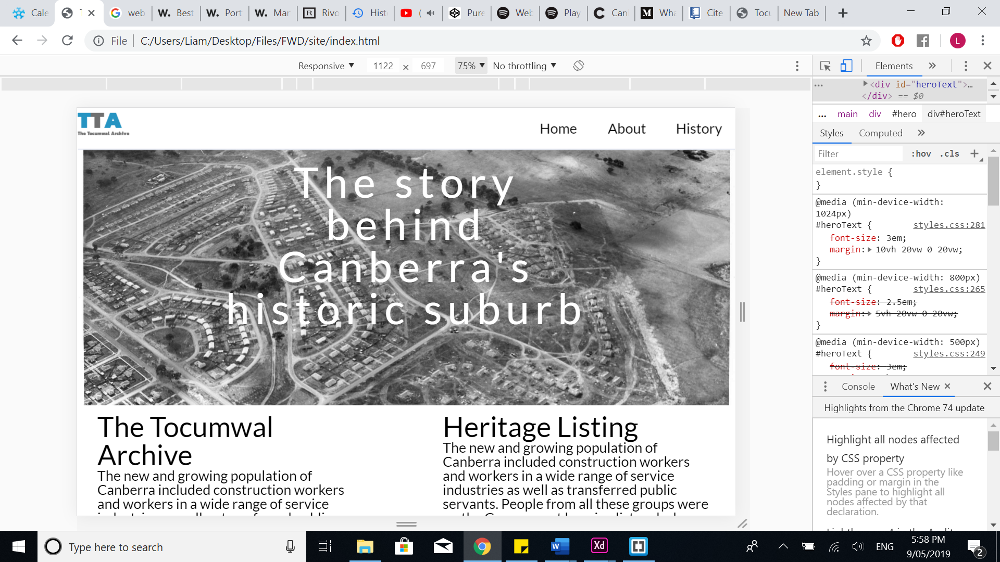 Cale
T
web
W. Best
W. Port
W. Mar
R Rivo
Hist
(
Pure
Web
Play
C Can
M Wha
Cite
Tocu
New Tab
File
C:/Users/Liam/Desktop/Files/FWD/site/index.html
L
Responsive ▼ 1122 × 697 75% ▼ No throttling ▼
Elements »
<div id="heroText">…
</div> == $0
... main div #hero div#heroText
Styles Computed »
Filter :hov .cls +
element.style {
}
@media (min-device-width:
1024px)
#heroText { styles.css:281
font-size: 3em;
margin:▶ 10vh 20vw 0 20vw;
}
@media (min-device-width: 800px)
#heroText { styles.css:265
font-size: 2.5em;
margin:▶ 5vh 20vw 0 20vw;
}
@media (min-device-width: 500px)
#heroText { styles.css:249
font-size: 3em;
Console What's New ×
Highlights from the Chrome 74 update
Highlight all nodes affected
by CSS property
Hover over a CSS property like
padding or margin in the
Styles pane to highlight all
nodes affected by that
declaration.
TTA
The Tocumwal Archive
Home About History
The story
behind
Canberra's
historic suburb
The Tocumwal
Archive
The new and growing population of
Canberra included construction workers
and workers in a wide range of service
Heritage Listing
The new and growing population of
Canberra included construction workers
and workers in a wide range of service
industries as well as transferred public
servants. People from all these groups were
Type here to search
W
Xd
ENG
5:58 PM
9/05/2019
2